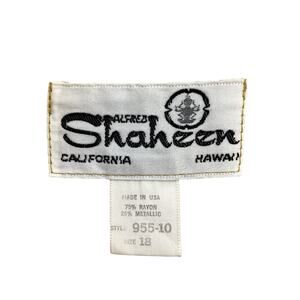 ALFRED
Shaheen
CALIFORNIA HAWAII
MADE IN USA
75% RAYON
25% METALLIC
STYLE 955-10
SIZE 18